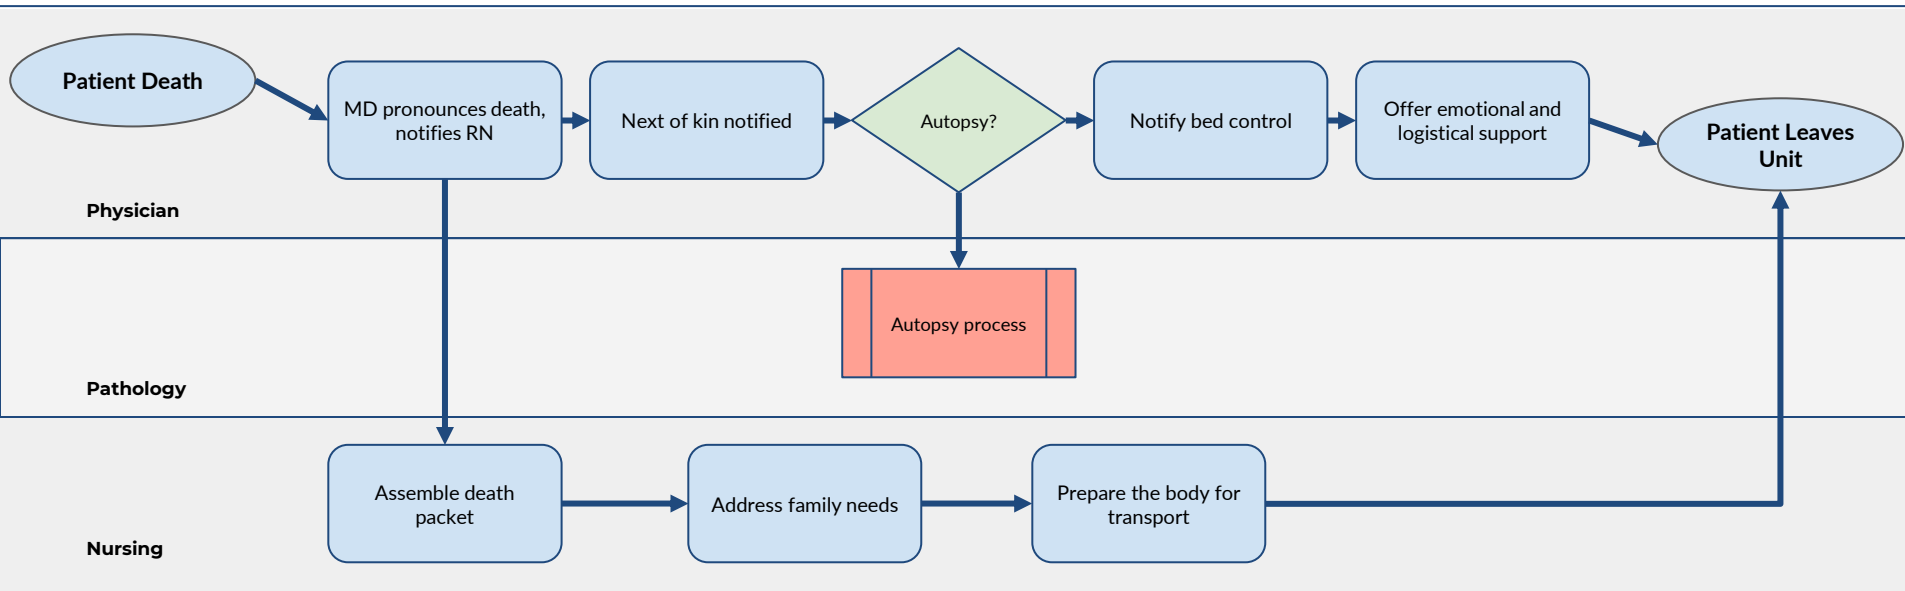 Patient Death
MD pronounces death,
notifies RN
Next of kin notified
Autopsy?
Notify bed control
Offer emotional and
logistical support
Patient Leaves
Unit
Physician
Autopsy process
Pathology
Assemble death
packet
Address family needs
Prepare the body for
transport
Nursing